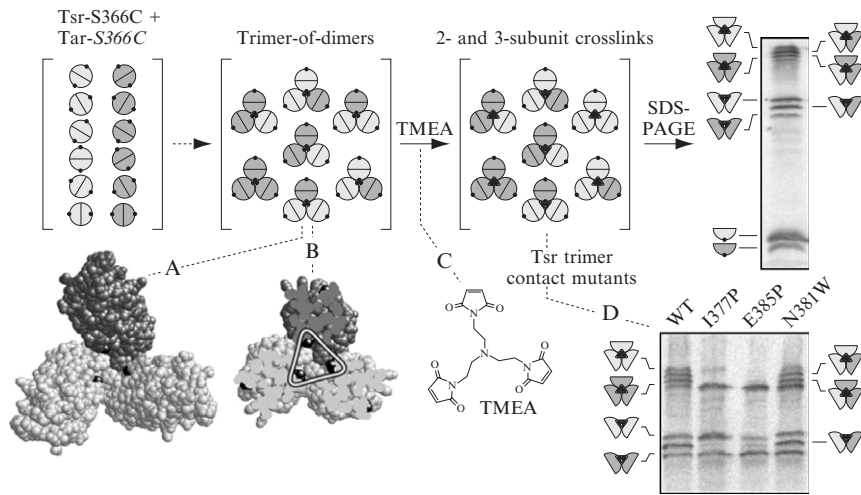 Tsr-S366C +
Tar-S366C
Trimer-of-dimers
2- and 3-subunit crosslinks
TMEA
SDS-
PAGE
A
B
C
Tsr trimer
contact mutants
D
WT
I377P
E385P
N381W
O
O
N
O
N
O
N
O
N
O
TMEA